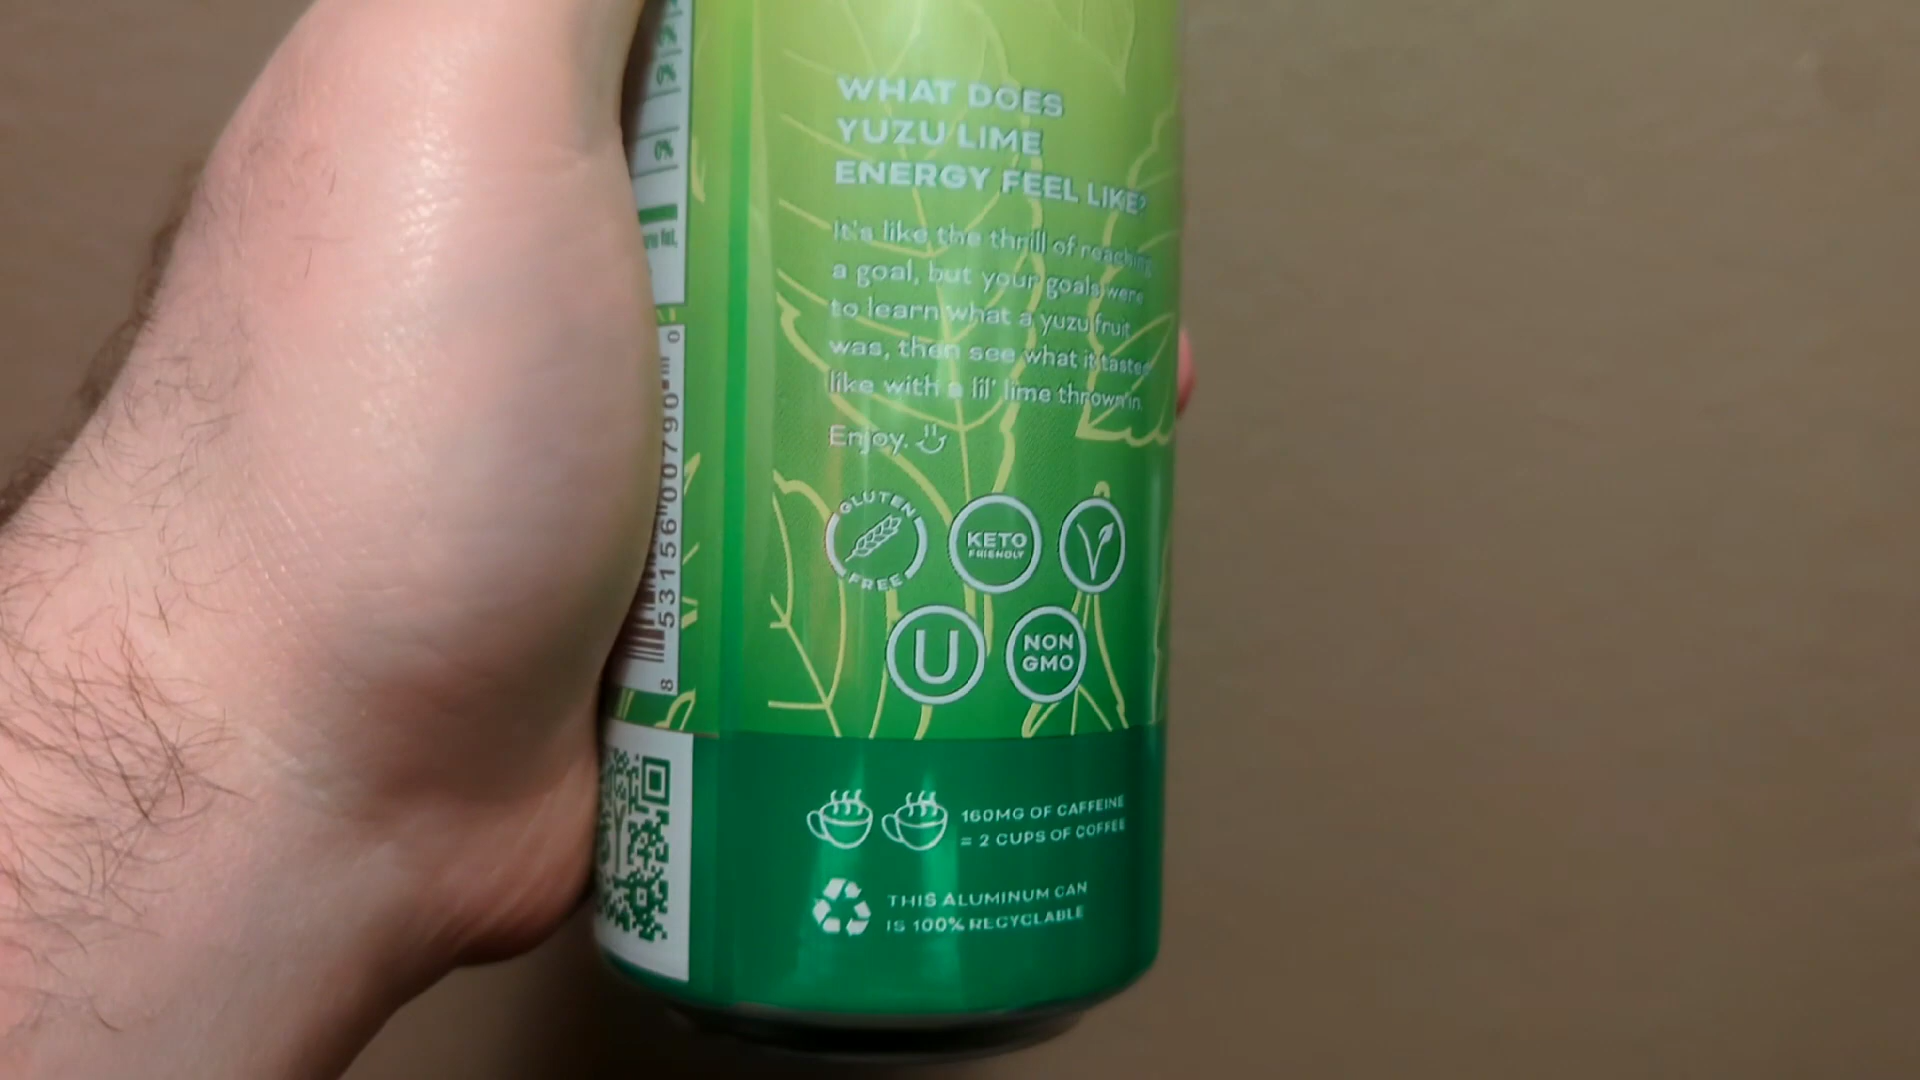 0%
0%
0%
WHAT DOES
YUZU LIME
ENERGY FEEL LIKE?
It's like the thrill of reaching
a goal, but your goals were
to learn what a yuzu fruit
was, then see what it tastes
like with a lil' lime thrown in.
Enjoy.
GLUTEN
FREE
KETO
FRIENDLY
V
U
NON
GMO
8 53156 00790 0
160MG OF CAFFEINE
= 2 CUPS OF COFFEE
THIS ALUMINUM CAN
IS 100% RECYCLABLE